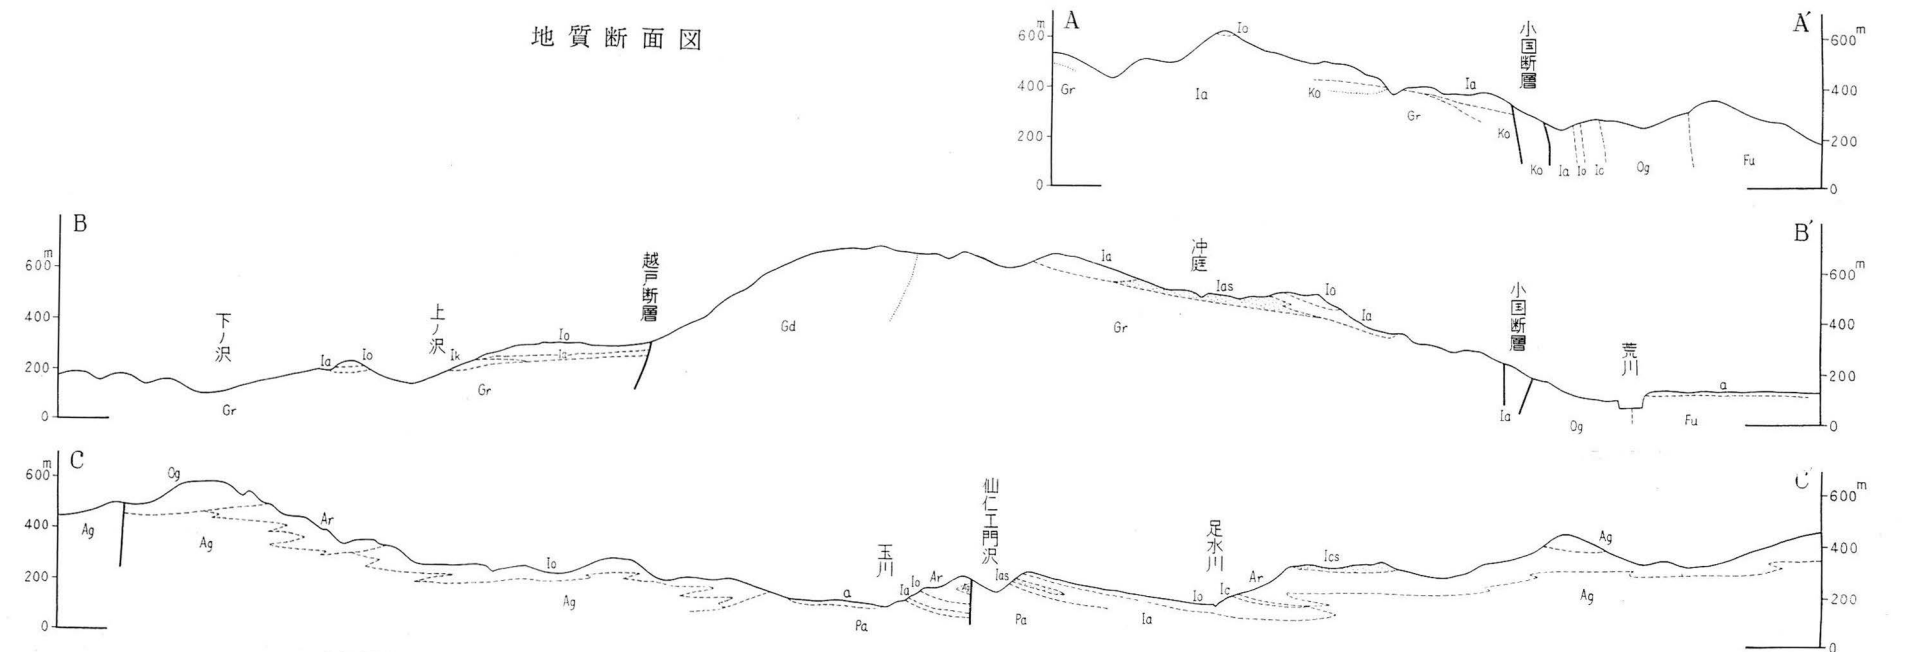 地質断面図
A
A′
m
600
400
200
0
600m
400
200
0
小国断層
Io
Gr
Ia
Ko
Gr
Ia
Ko
Ko
Ia
Io
Ic
Og
Fu
B
B′
m
600
400
200
0
600m
400
200
0
下ノ沢
上ノ沢
越戸断層
沖庭
小国断層
荒川
Gr
Ia
Io
Ik
Io
Ia
Gr
Gd
Ia
Ias
Io
Ia
Gr
Ia
Og
a
Fu
C
C′
m
600
400
200
0
600m
400
200
0
玉川
仙仁工門沢
足水川
Ag
Og
Ag
Ar
Io
Ag
a
Pa
Ia
Io
Ar
Ias
Pa
Ia
Io
Ic
Ar
Ics
Ag
Ag